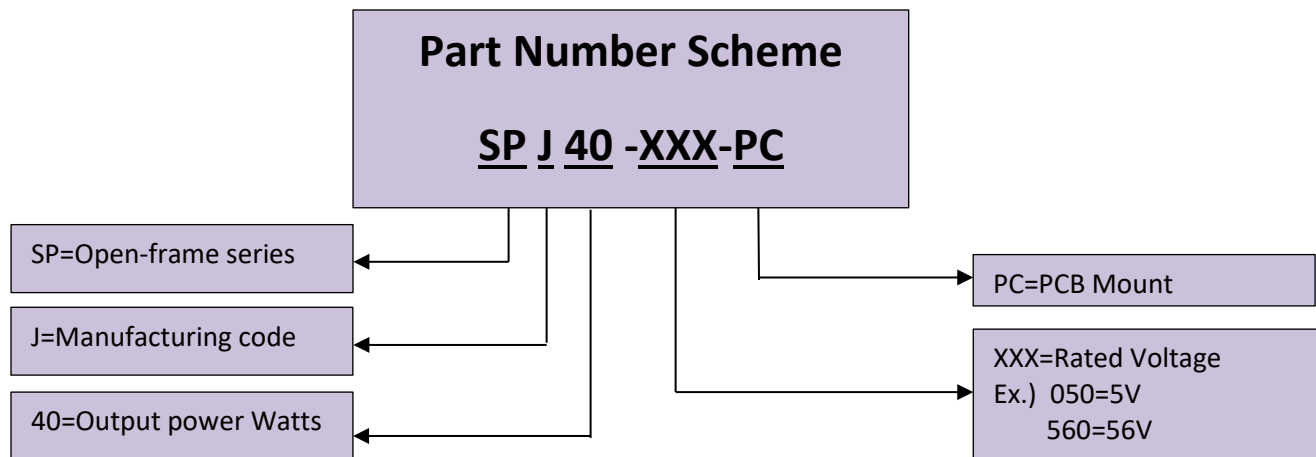 Part Number Scheme
SP J 40 -XXX-PC
SP=Open-frame series
J=Manufacturing code
40=Output power Watts
PC=PCB Mount
XXX=Rated Voltage
Ex.) 050=5V
560=56V